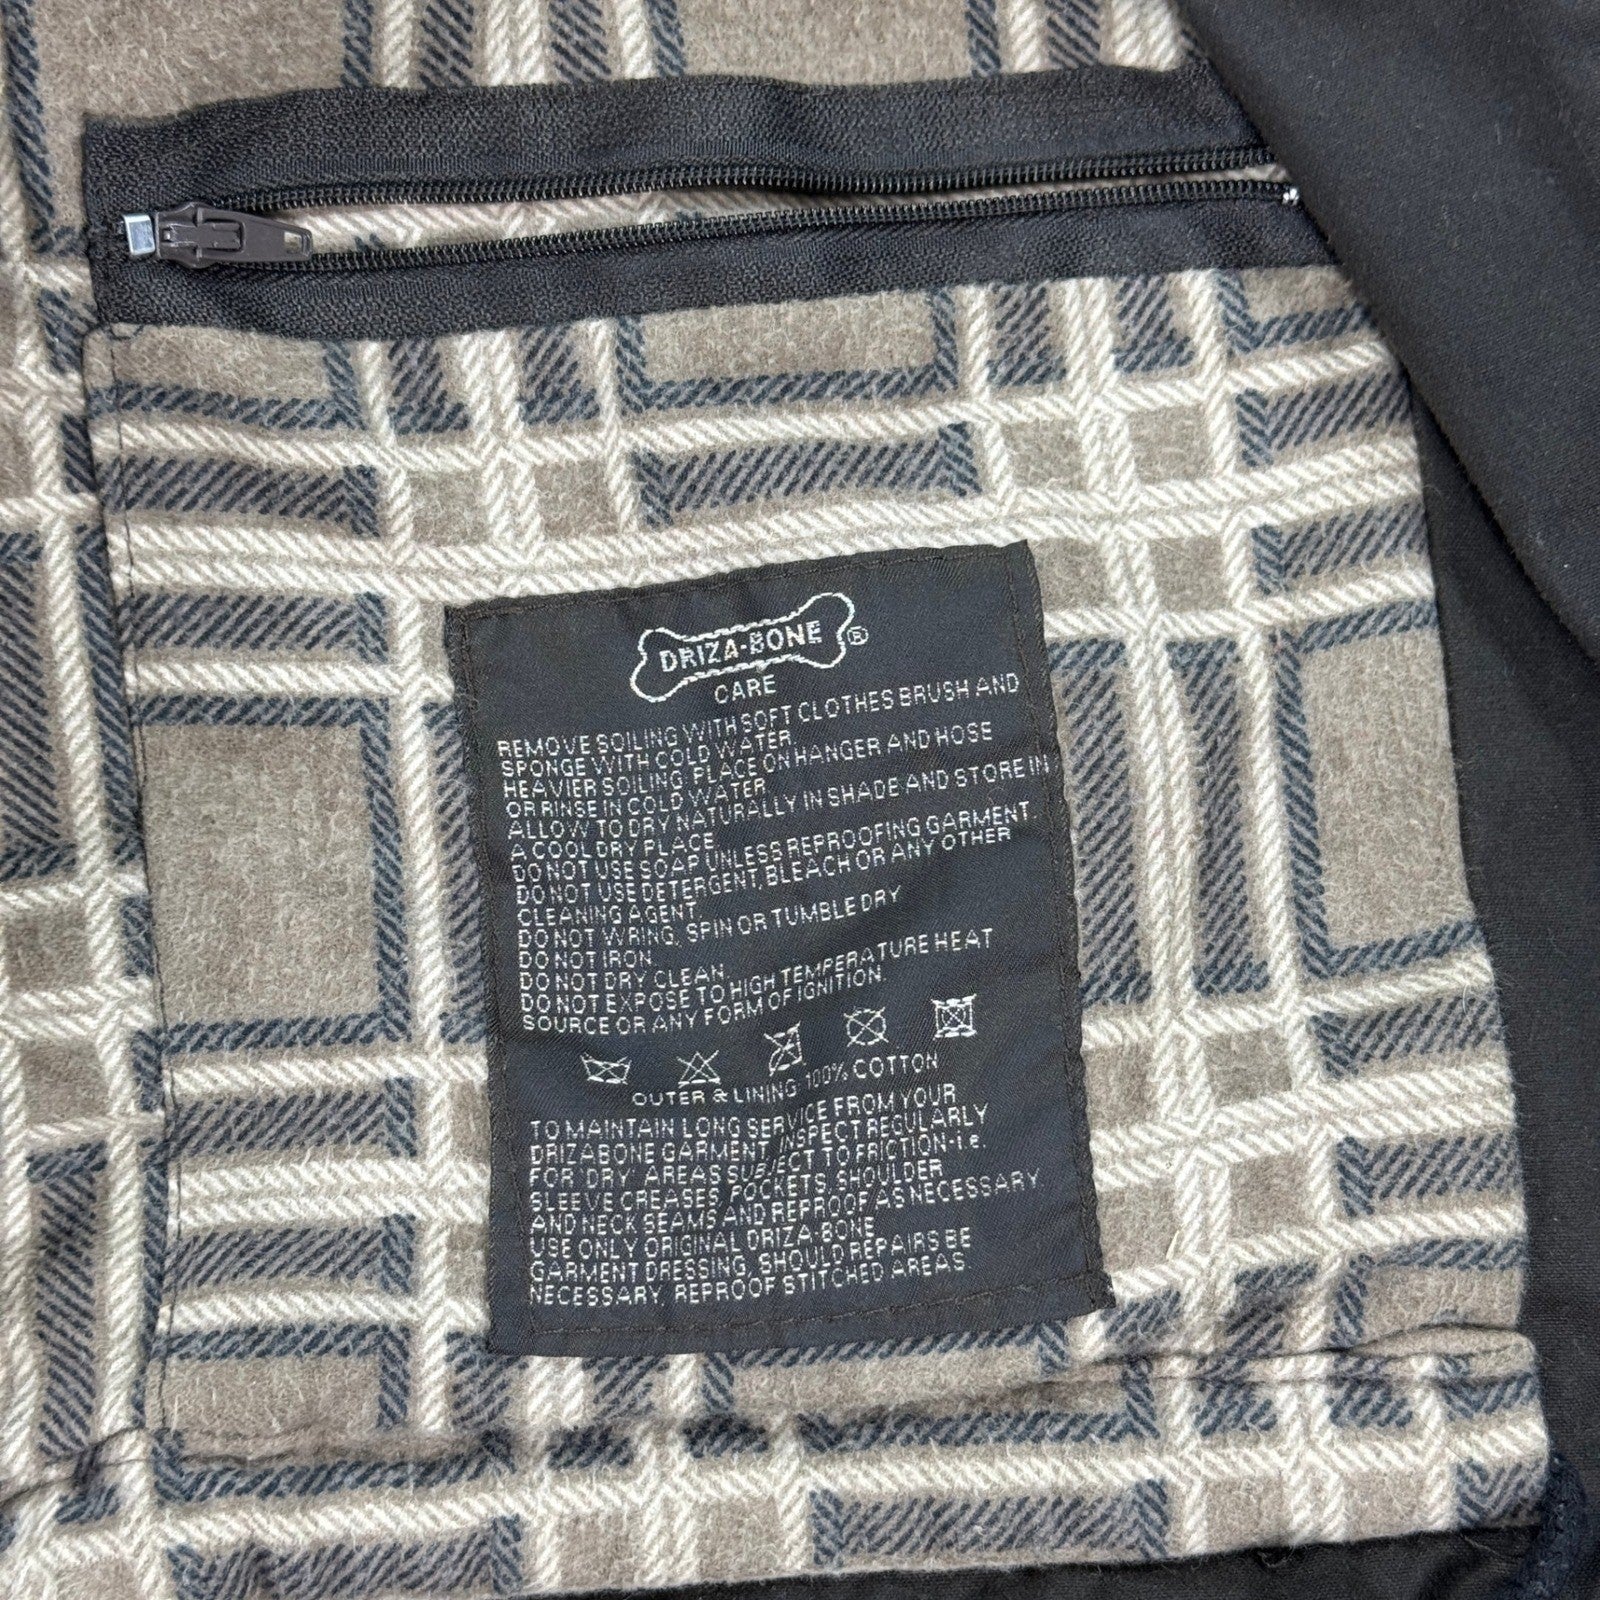 DRIZA-BONE ®
CARE
REMOVE SOILING WITH SOFT CLOTHES BRUSH AND
SPONGE WITH COLD WATER
HEAVIER SOILING, PLACE ON HANGER AND HOSE
OR RINSE IN COLD WATER
ALLOW TO DRY NATURALLY IN SHADE AND STORE IN
A COOL DRY PLACE
DO NOT USE SOAP UNLESS REPROOFING GARMENT.
DO NOT USE DETERGENT, BLEACH OR ANY OTHER
CLEANING AGENT.
DO NOT WRING, SPIN OR TUMBLE DRY
DO NOT IRON.
DO NOT DRY CLEAN.
DO NOT EXPOSE TO HIGH TEMPERATURE HEAT
SOURCE OR ANY FORM OF IGNITION.
OUTER & LINING 100% COTTON
TO MAINTAIN LONG SERVICE FROM YOUR
DRIZABONE GARMENT, INSPECT REGULARLY
FOR 'DRY' AREAS SUBJECT TO FRICTION-i.e.
SLEEVE CREASES, POCKETS, SHOULDER
AND NECK SEAMS AND REPROOF AS NECESSARY
USE ONLY ORIGINAL DRIZA-BONE
GARMENT DRESSING, SHOULD REPAIRS BE
NECESSARY, REPROOF STITCHED AREAS.